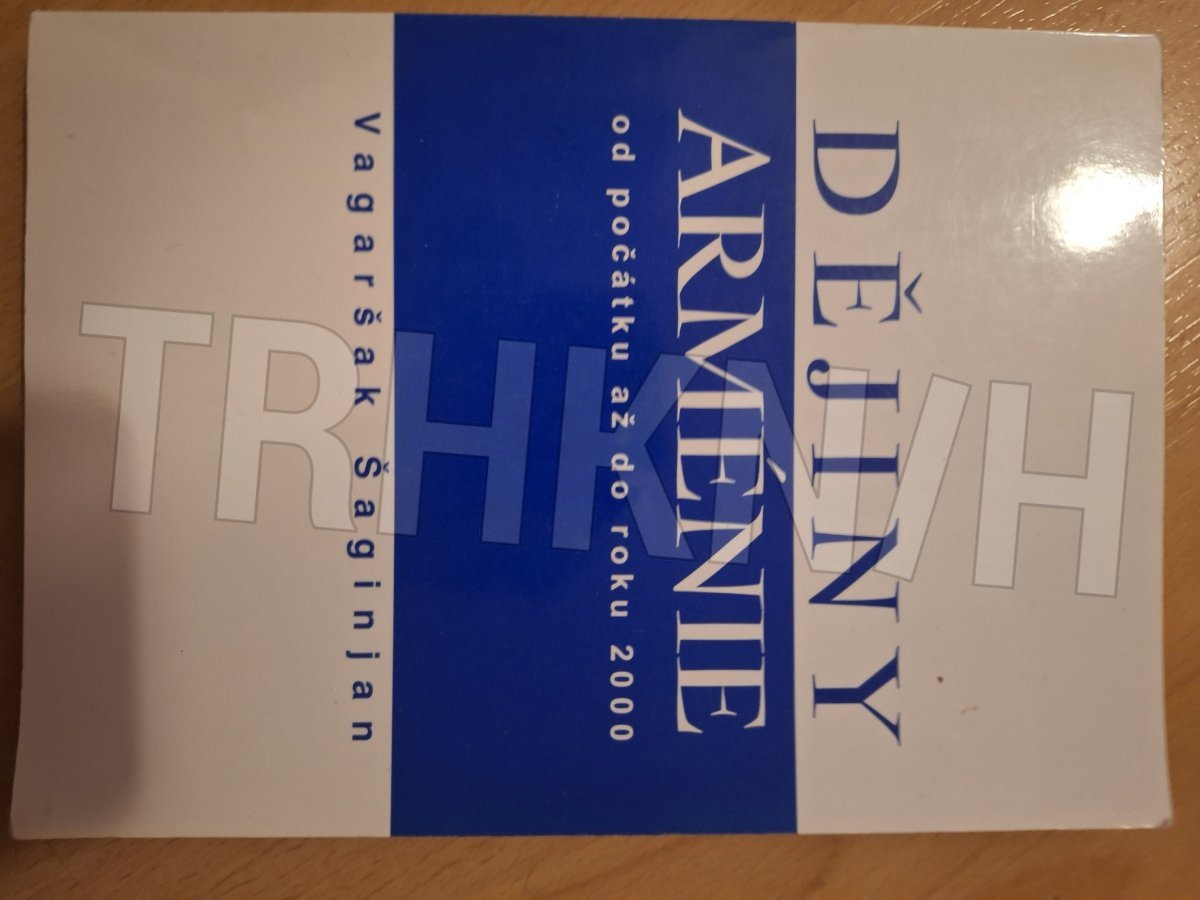 DĚJINY
ARMÉNIE
od počátku až do roku 2000
Vagaršak Šaginjan
TRHKNIH